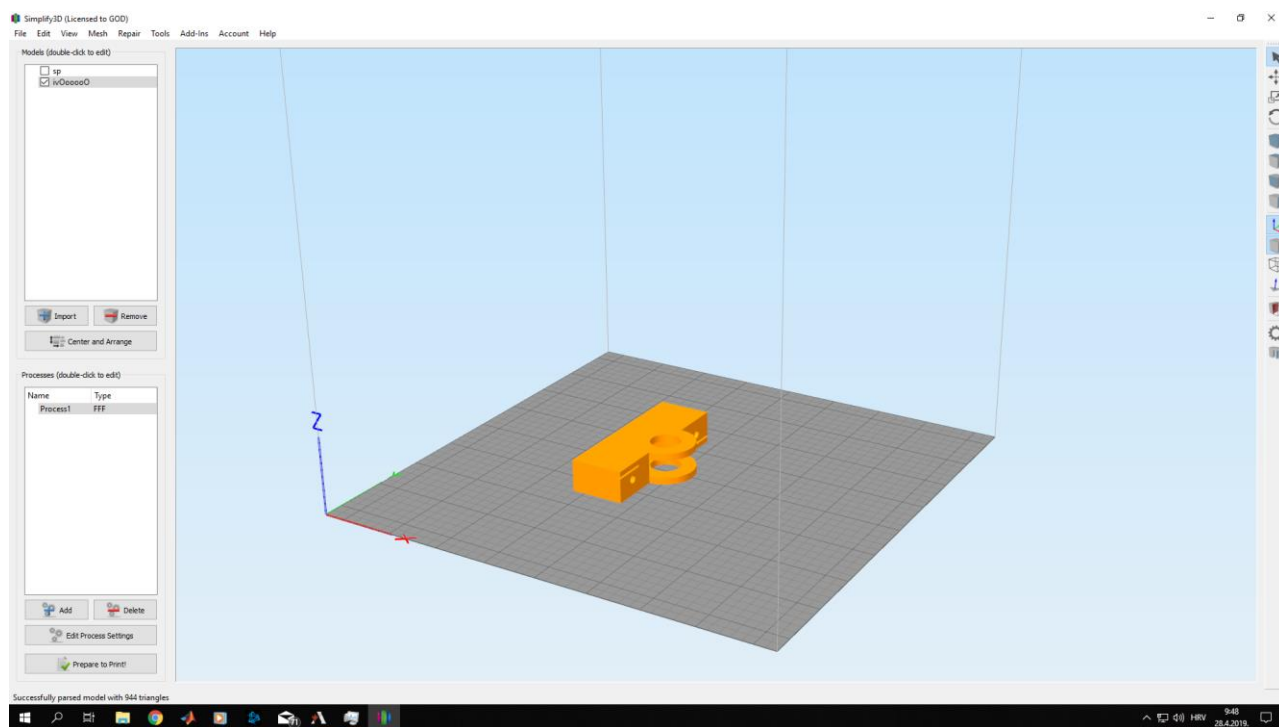 Simplify3D (Licensed to GOD)
File Edit View Mesh Repair Tools Add-Ins Account Help
Models (double-click to edit)
sp
ivOooooO
Import Remove
Center and Arrange
Processes (double-click to edit)
Name Type
Process1 FFF
Z
X
Add Delete
Edit Process Settings
Prepare to Print!
Successfully parsed model with 944 triangles
HRV
9:48
28.4.2019.